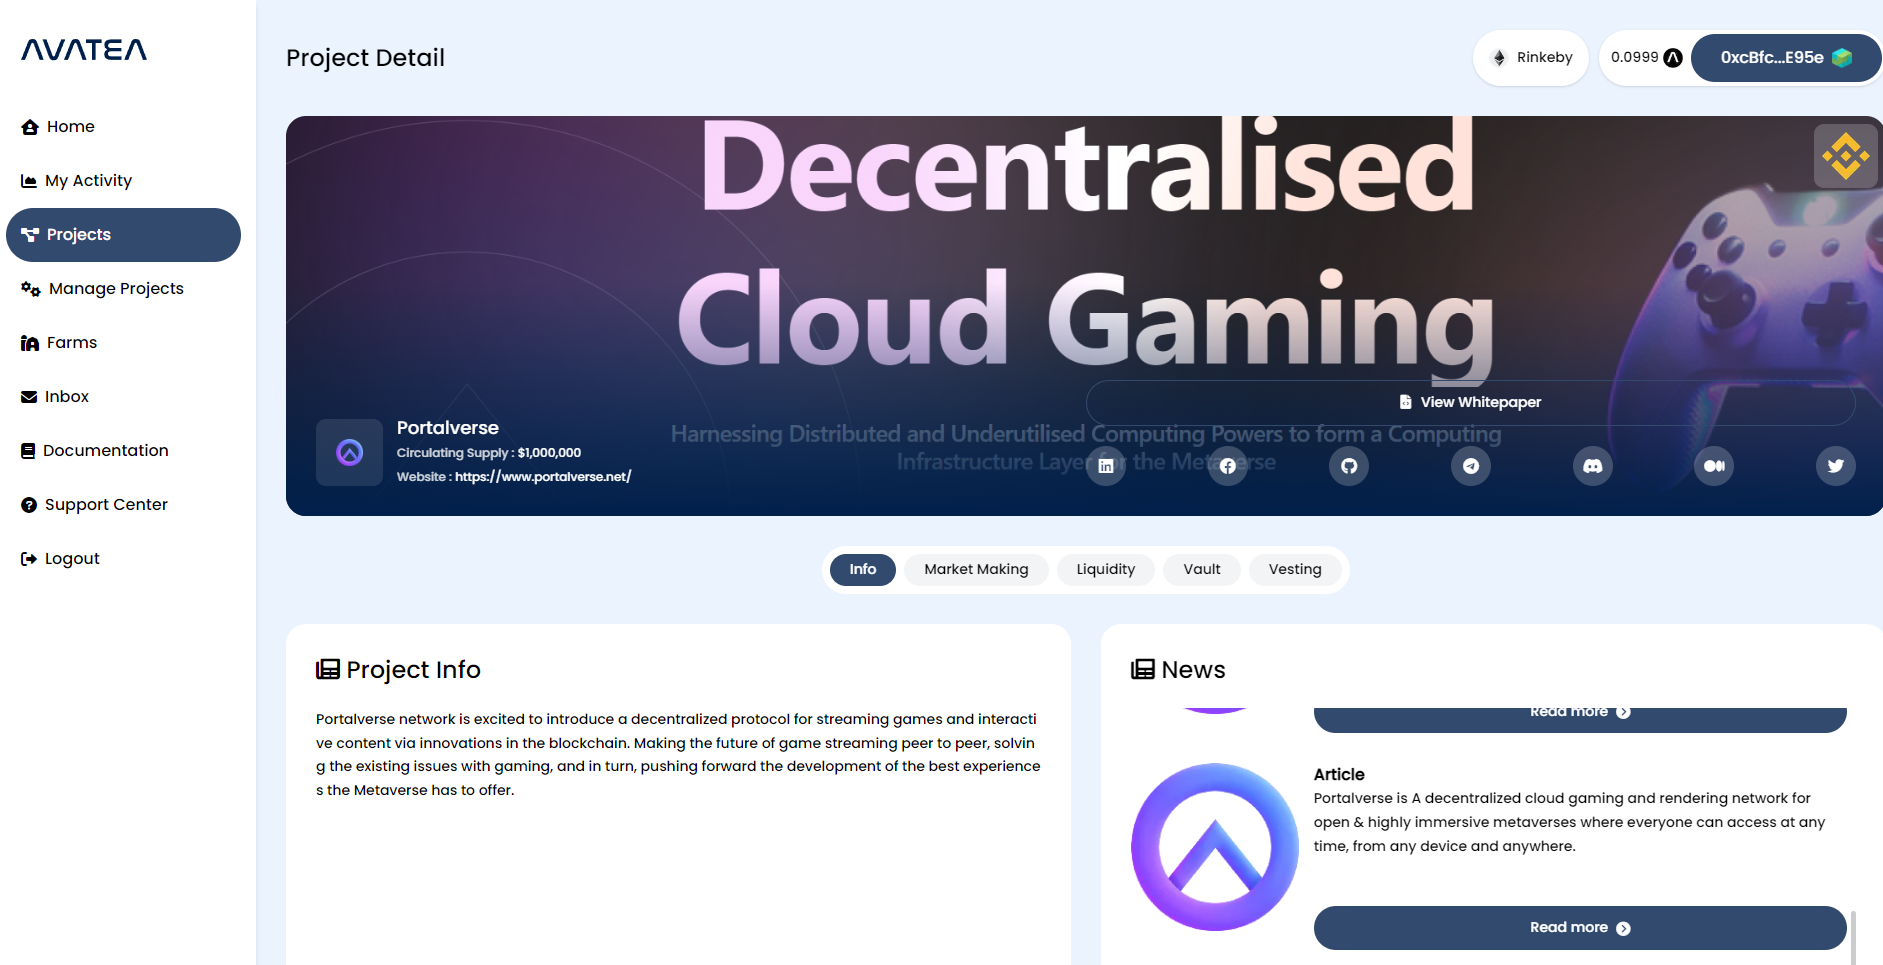 AVATEA
Home
My Activity
Projects
Manage Projects
Farms
Inbox
Documentation
Support Center
Logout
Project Detail
Rinkeby
0.0999
0xcBfc...E95e
Decentralised
Cloud Gaming
View Whitepaper
Harnessing Distributed and Underutilised Computing Powers to form a Computing
Infrastructure Layer for the Metaverse
Portalverse
Circulating Supply : $1,000,000
Website : https://www.portalverse.net/
Info
Market Making
Liquidity
Vault
Vesting
Project Info
Portalverse network is excited to introduce a decentralized protocol for streaming games and interacti
ve content via innovations in the blockchain. Making the future of game streaming peer to peer, solvin
g the existing issues with gaming, and in turn, pushing forward the development of the best experience
s the Metaverse has to offer.
News
Read more
Article
Portalverse is A decentralized cloud gaming and rendering network for
open & highly immersive metaverses where everyone can access at any
time, from any device and anywhere.
Read more